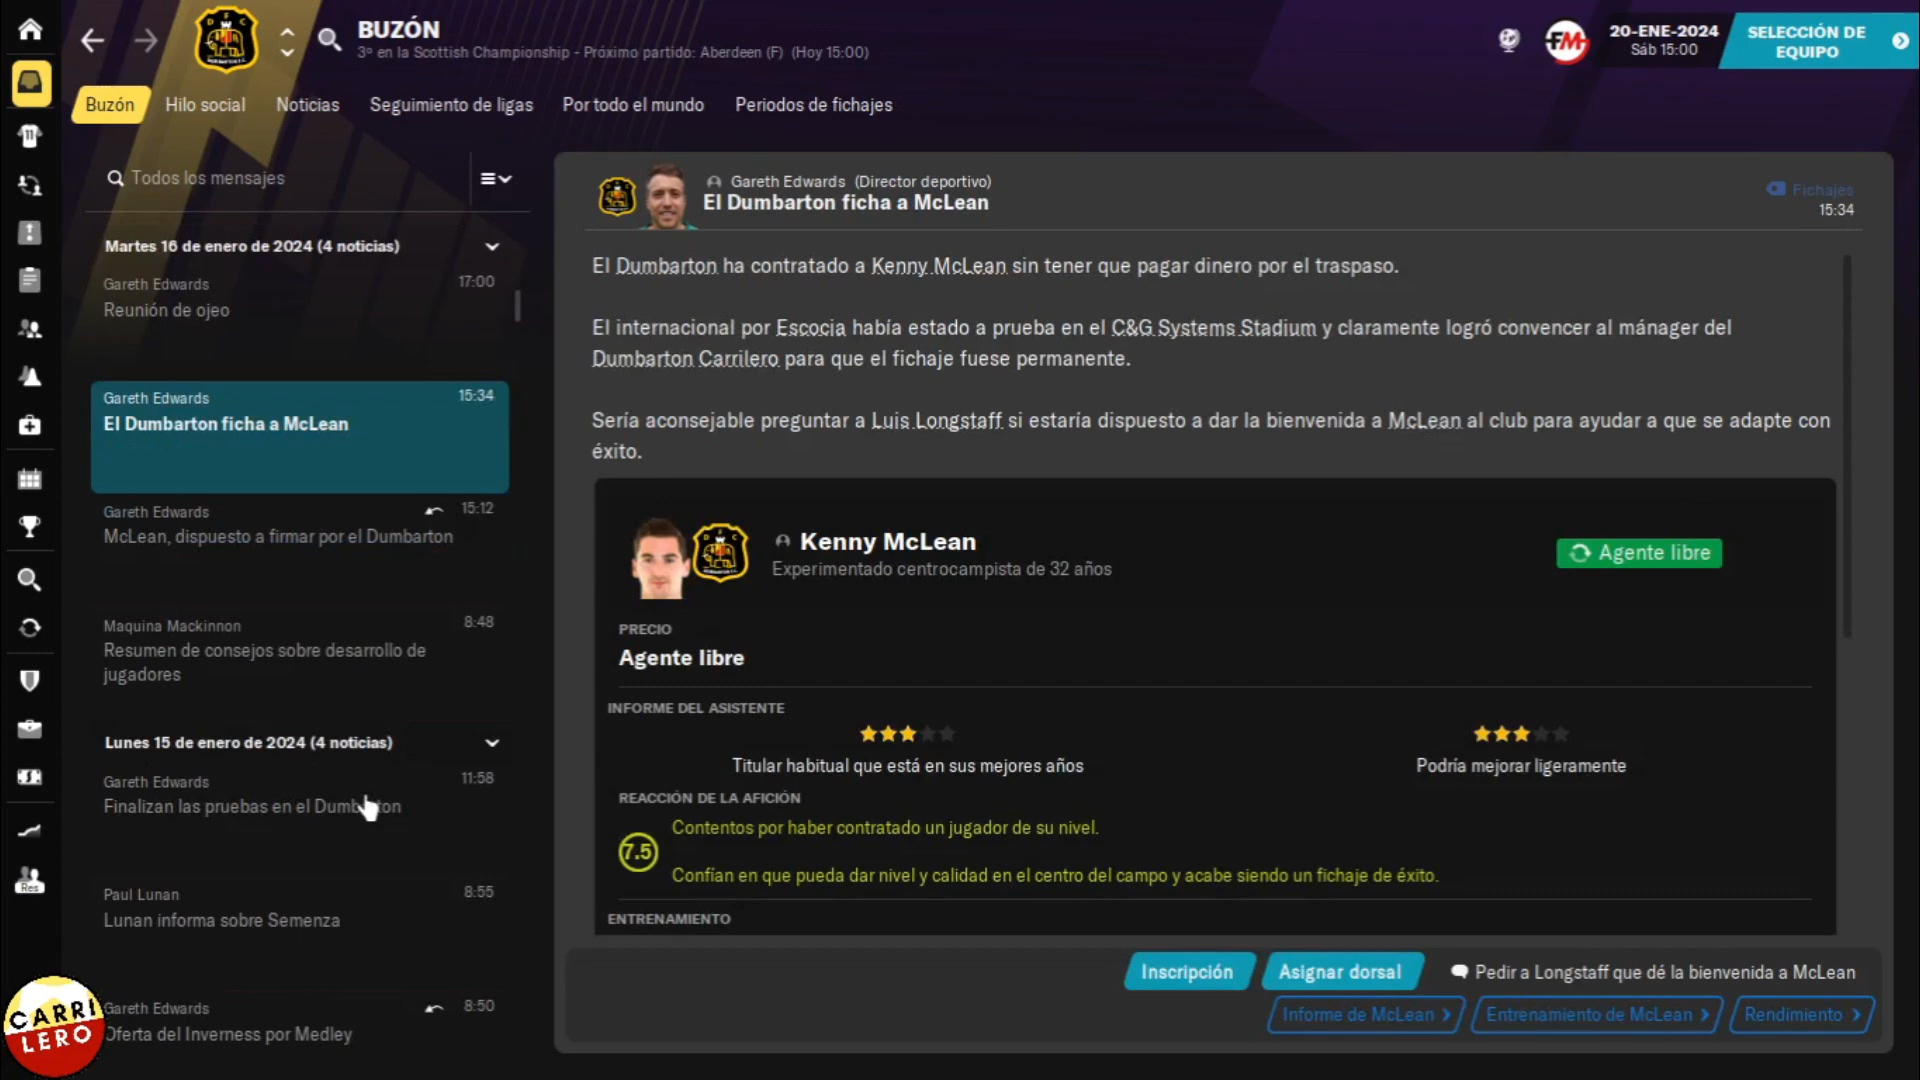 BUZÓN
3º en la Scottish Championship - Próximo partido: Aberdeen (F) (Hoy 15:00)
FM
20-ENE-2024
Sáb 15:00
SELECCIÓN DE
EQUIPO
Buzón
Hilo social
Noticias
Seguimiento de ligas
Por todo el mundo
Periodos de fichajes
Todos los mensajes
Martes 16 de enero de 2024 (4 noticias)
Gareth Edwards 17:00
Reunión de ojeo
Gareth Edwards 15:34
El Dumbarton ficha a McLean
Gareth Edwards 15:12
McLean, dispuesto a firmar por el Dumbarton
Maquina Mackinnon 8:48
Resumen de consejos sobre desarrollo de
jugadores
Lunes 15 de enero de 2024 (4 noticias)
Gareth Edwards 11:58
Finalizan las pruebas en el Dumbarton
Paul Lunan 8:55
Lunan informa sobre Semenza
Gareth Edwards 8:50
Oferta del Inverness por Medley
Res
CARRI
LERO
Gareth Edwards (Director deportivo)
El Dumbarton ficha a McLean
Fichajes
15:34
El Dumbarton ha contratado a Kenny McLean sin tener que pagar dinero por el traspaso.
El internacional por Escocia había estado a prueba en el C&G Systems Stadium y claramente logró convencer al mánager del
Dumbarton Carrilero para que el fichaje fuese permanente.
Sería aconsejable preguntar a Luis Longstaff si estaría dispuesto a dar la bienvenida a McLean al club para ayudar a que se adapte con
éxito.
Kenny McLean
Experimentado centrocampista de 32 años
Agente libre
PRECIO
Agente libre
INFORME DEL ASISTENTE
Titular habitual que está en sus mejores años
Podría mejorar ligeramente
REACCIÓN DE LA AFICIÓN
7.5
Contentos por haber contratado un jugador de su nivel.
Confían en que pueda dar nivel y calidad en el centro del campo y acabe siendo un fichaje de éxito.
ENTRENAMIENTO
Inscripción
Asignar dorsal
Pedir a Longstaff que dé la bienvenida a McLean
Informe de McLean
Entrenamiento de McLean
Rendimiento